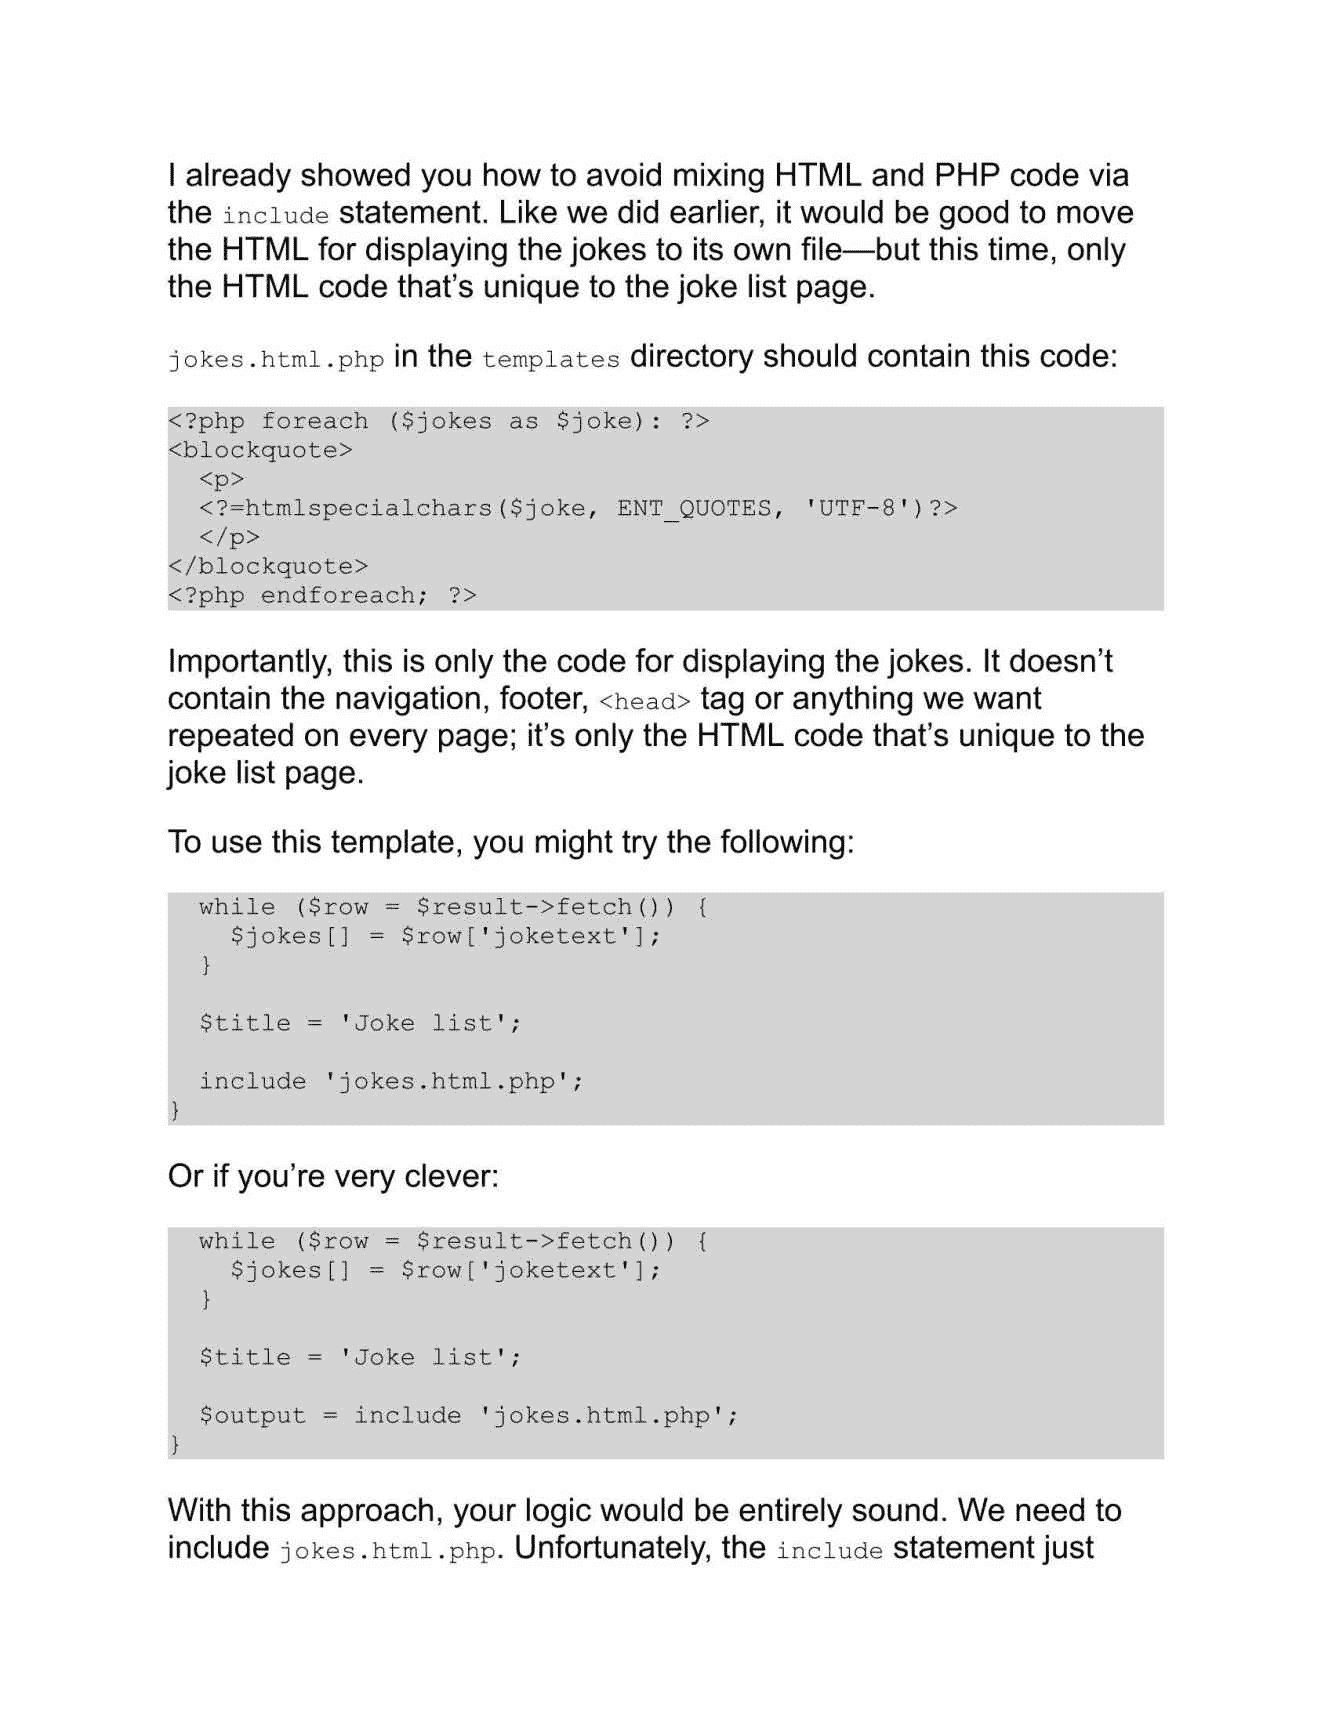 I already showed you how to avoid mixing HTML and PHP code via
the include statement. Like we did earlier, it would be good to move
the HTML for displaying the jokes to its own file—but this time, only
the HTML code that’s unique to the joke list page.
jokes.html.php in the templates directory should contain this code:
<?php foreach ($jokes as $joke): ?>
<blockquote>
  <p>
  <?=htmlspecialchars($joke, ENT_QUOTES, 'UTF-8')?>
  </p>
</blockquote>
<?php endforeach; ?>
Importantly, this is only the code for displaying the jokes. It doesn’t
contain the navigation, footer, <head> tag or anything we want
repeated on every page; it’s only the HTML code that’s unique to the
joke list page.
To use this template, you might try the following:
  while ($row = $result->fetch()) {
    $jokes[] = $row['joketext'];
  }
  $title = 'Joke list';
  include 'jokes.html.php';
}
Or if you’re very clever:
  while ($row = $result->fetch()) {
    $jokes[] = $row['joketext'];
  }
  $title = 'Joke list';
  $output = include 'jokes.html.php';
}
With this approach, your logic would be entirely sound. We need to
include jokes.html.php. Unfortunately, the include statement just